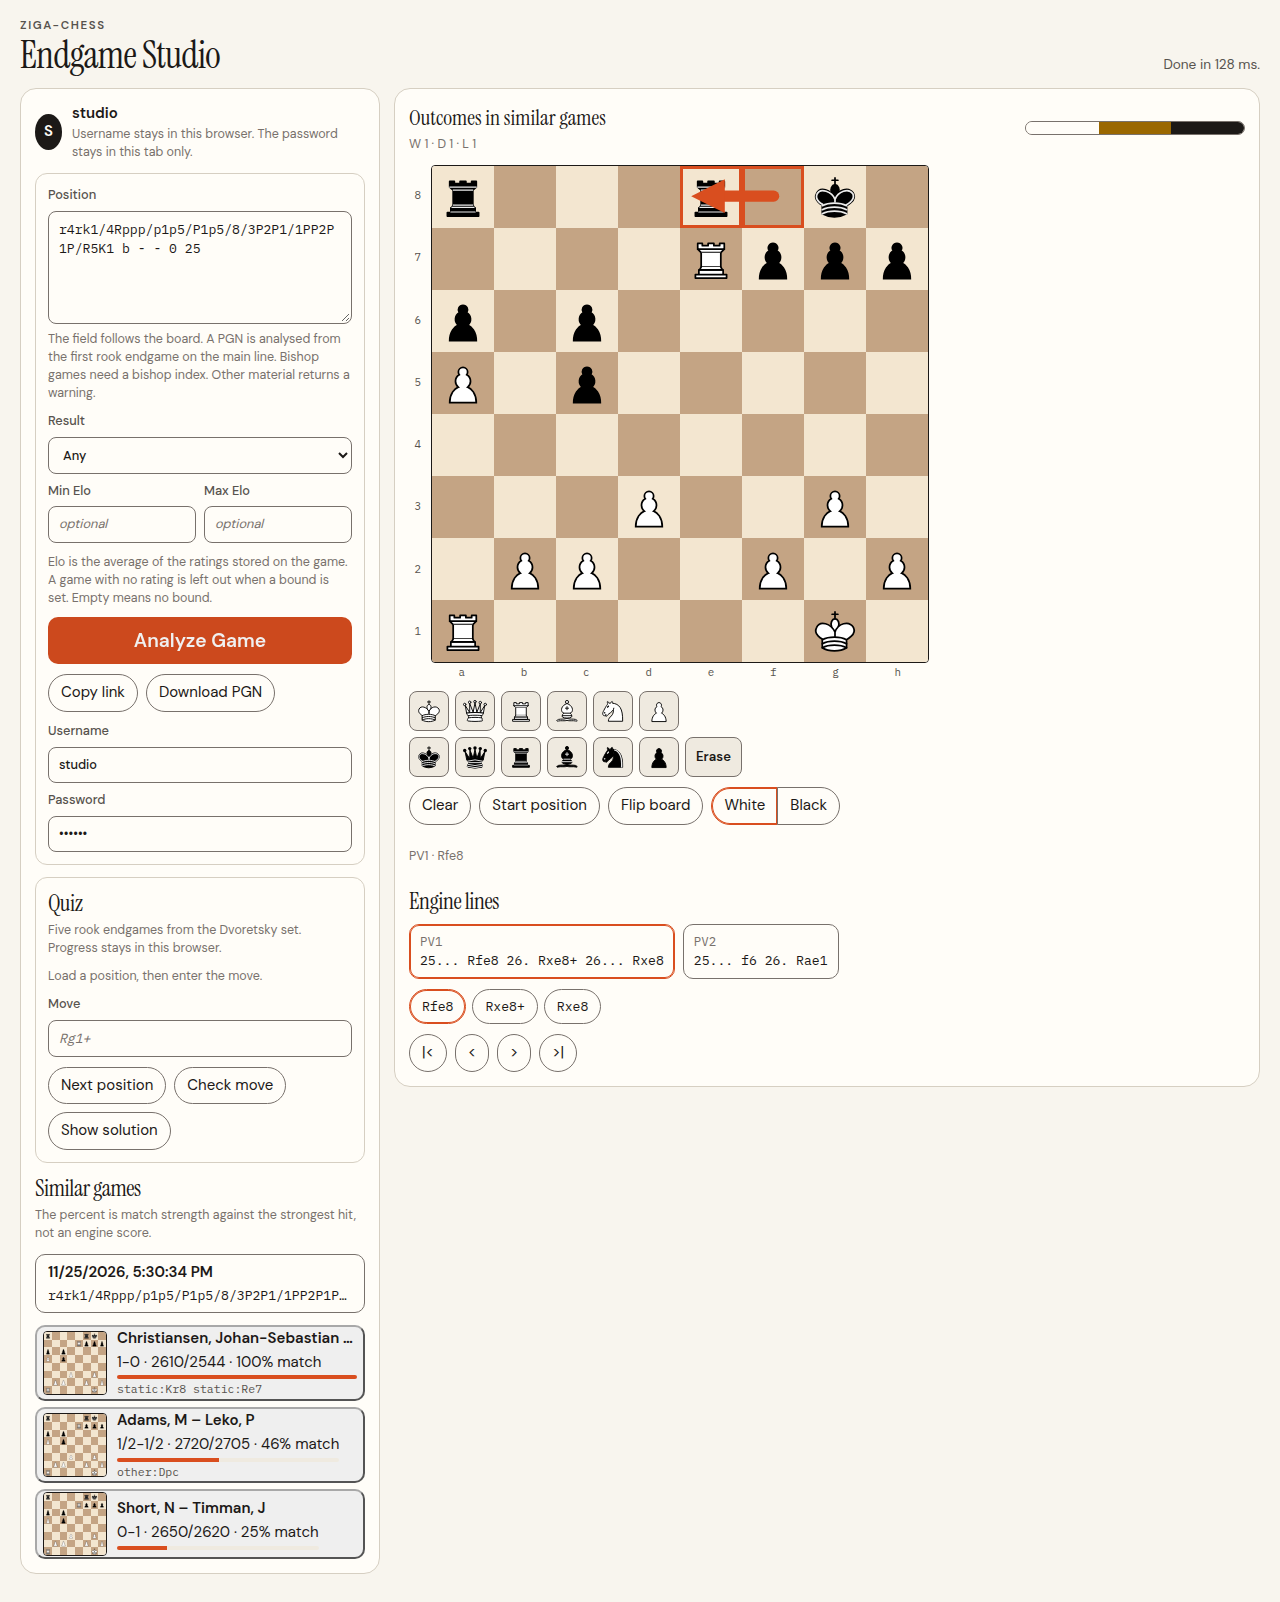 ZIGA-CHESS
Endgame Studio
Done in 128 ms.
S
studio
Username stays in this browser. The password
stays in this tab only.
Position
r4rk1/4Rppp/p1p5/P1p5/8/3P2P1/1PP2P
1P/R5K1 b - - 0 25
The field follows the board. A PGN is analysed from
the first rook endgame on the main line. Bishop
games need a bishop index. Other material returns a
warning.
Result
Any
Min Elo
Max Elo
optional
optional
Elo is the average of the ratings stored on the game.
A game with no rating is left out when a bound is
set. Empty means no bound.
Analyze Game
Copy link
Download PGN
Username
studio
Password
••••••
Quiz
Five rook endgames from the Dvoretsky set.
Progress stays in this browser.
Load a position, then enter the move.
Move
Rg1+
Next position
Check move
Show solution
Similar games
The percent is match strength against the strongest hit,
not an engine score.
11/25/2026, 5:30:34 PM
r4rk1/4Rppp/p1p5/P1p5/8/3P2P1/1PP2P1P…
Christiansen, Johan-Sebastian …
1-0 · 2610/2544 · 100% match
static:Kr8 static:Re7
Adams, M – Leko, P
1/2-1/2 · 2720/2705 · 46% match
other:Dpc
Short, N – Timman, J
0-1 · 2650/2620 · 25% match
Outcomes in similar games
W 1 · D 1 · L 1
8
7
6
5
4
3
2
1
a b c d e f g h
Erase
Clear
Start position
Flip board
White
Black
PV1 · Rfe8
Engine lines
PV1
25... Rfe8 26. Rxe8+ 26... Rxe8
PV2
25... f6 26. Rae1
Rfe8
Rxe8+
Rxe8
|‹
‹
›
›|